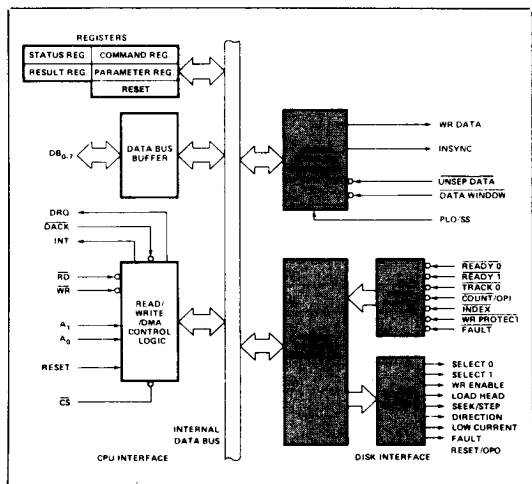 REGISTERS
STATUS REG.
COMMAND REG.
RESULT REG.
PARAMETER REG.
RESET
DB0-7
DATA BUS
BUFFER
DRQ
DACK
INT
RD
WR
A1
A0
RESET
CS
READ/
WRITE
/DMA
CONTROL
LOGIC
INTERNAL
DATA BUS
CPU INTERFACE
WR DATA
INSYNC
UNSEP DATA
DATA WINDOW
PLO/SS
READY 0
READY 1
TRACK 0
COUNT/OPI
INDEX
WR PROTECT
FAULT
SELECT 0
SELECT 1
WR ENABLE
LOAD HEAD
SEEK/STEP
DIRECTION
LOW CURRENT
FAULT
RESET/OPO
DISK INTERFACE